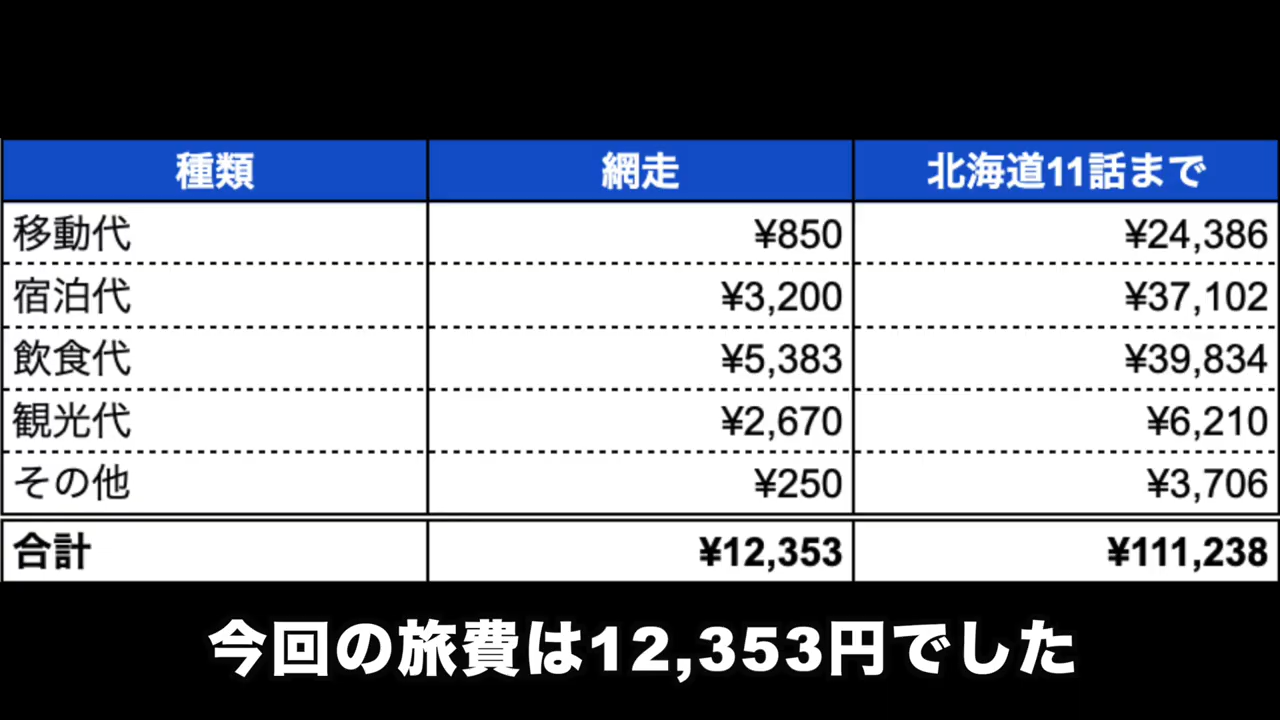 種類 網走 北海道11話まで
移動代 ¥850 ¥24,386
宿泊代 ¥3,200 ¥37,102
飲食代 ¥5,383 ¥39,834
観光代 ¥2,670 ¥6,210
その他 ¥250 ¥3,706
合計 ¥12,353 ¥111,238
今回の旅費は12,353円でした